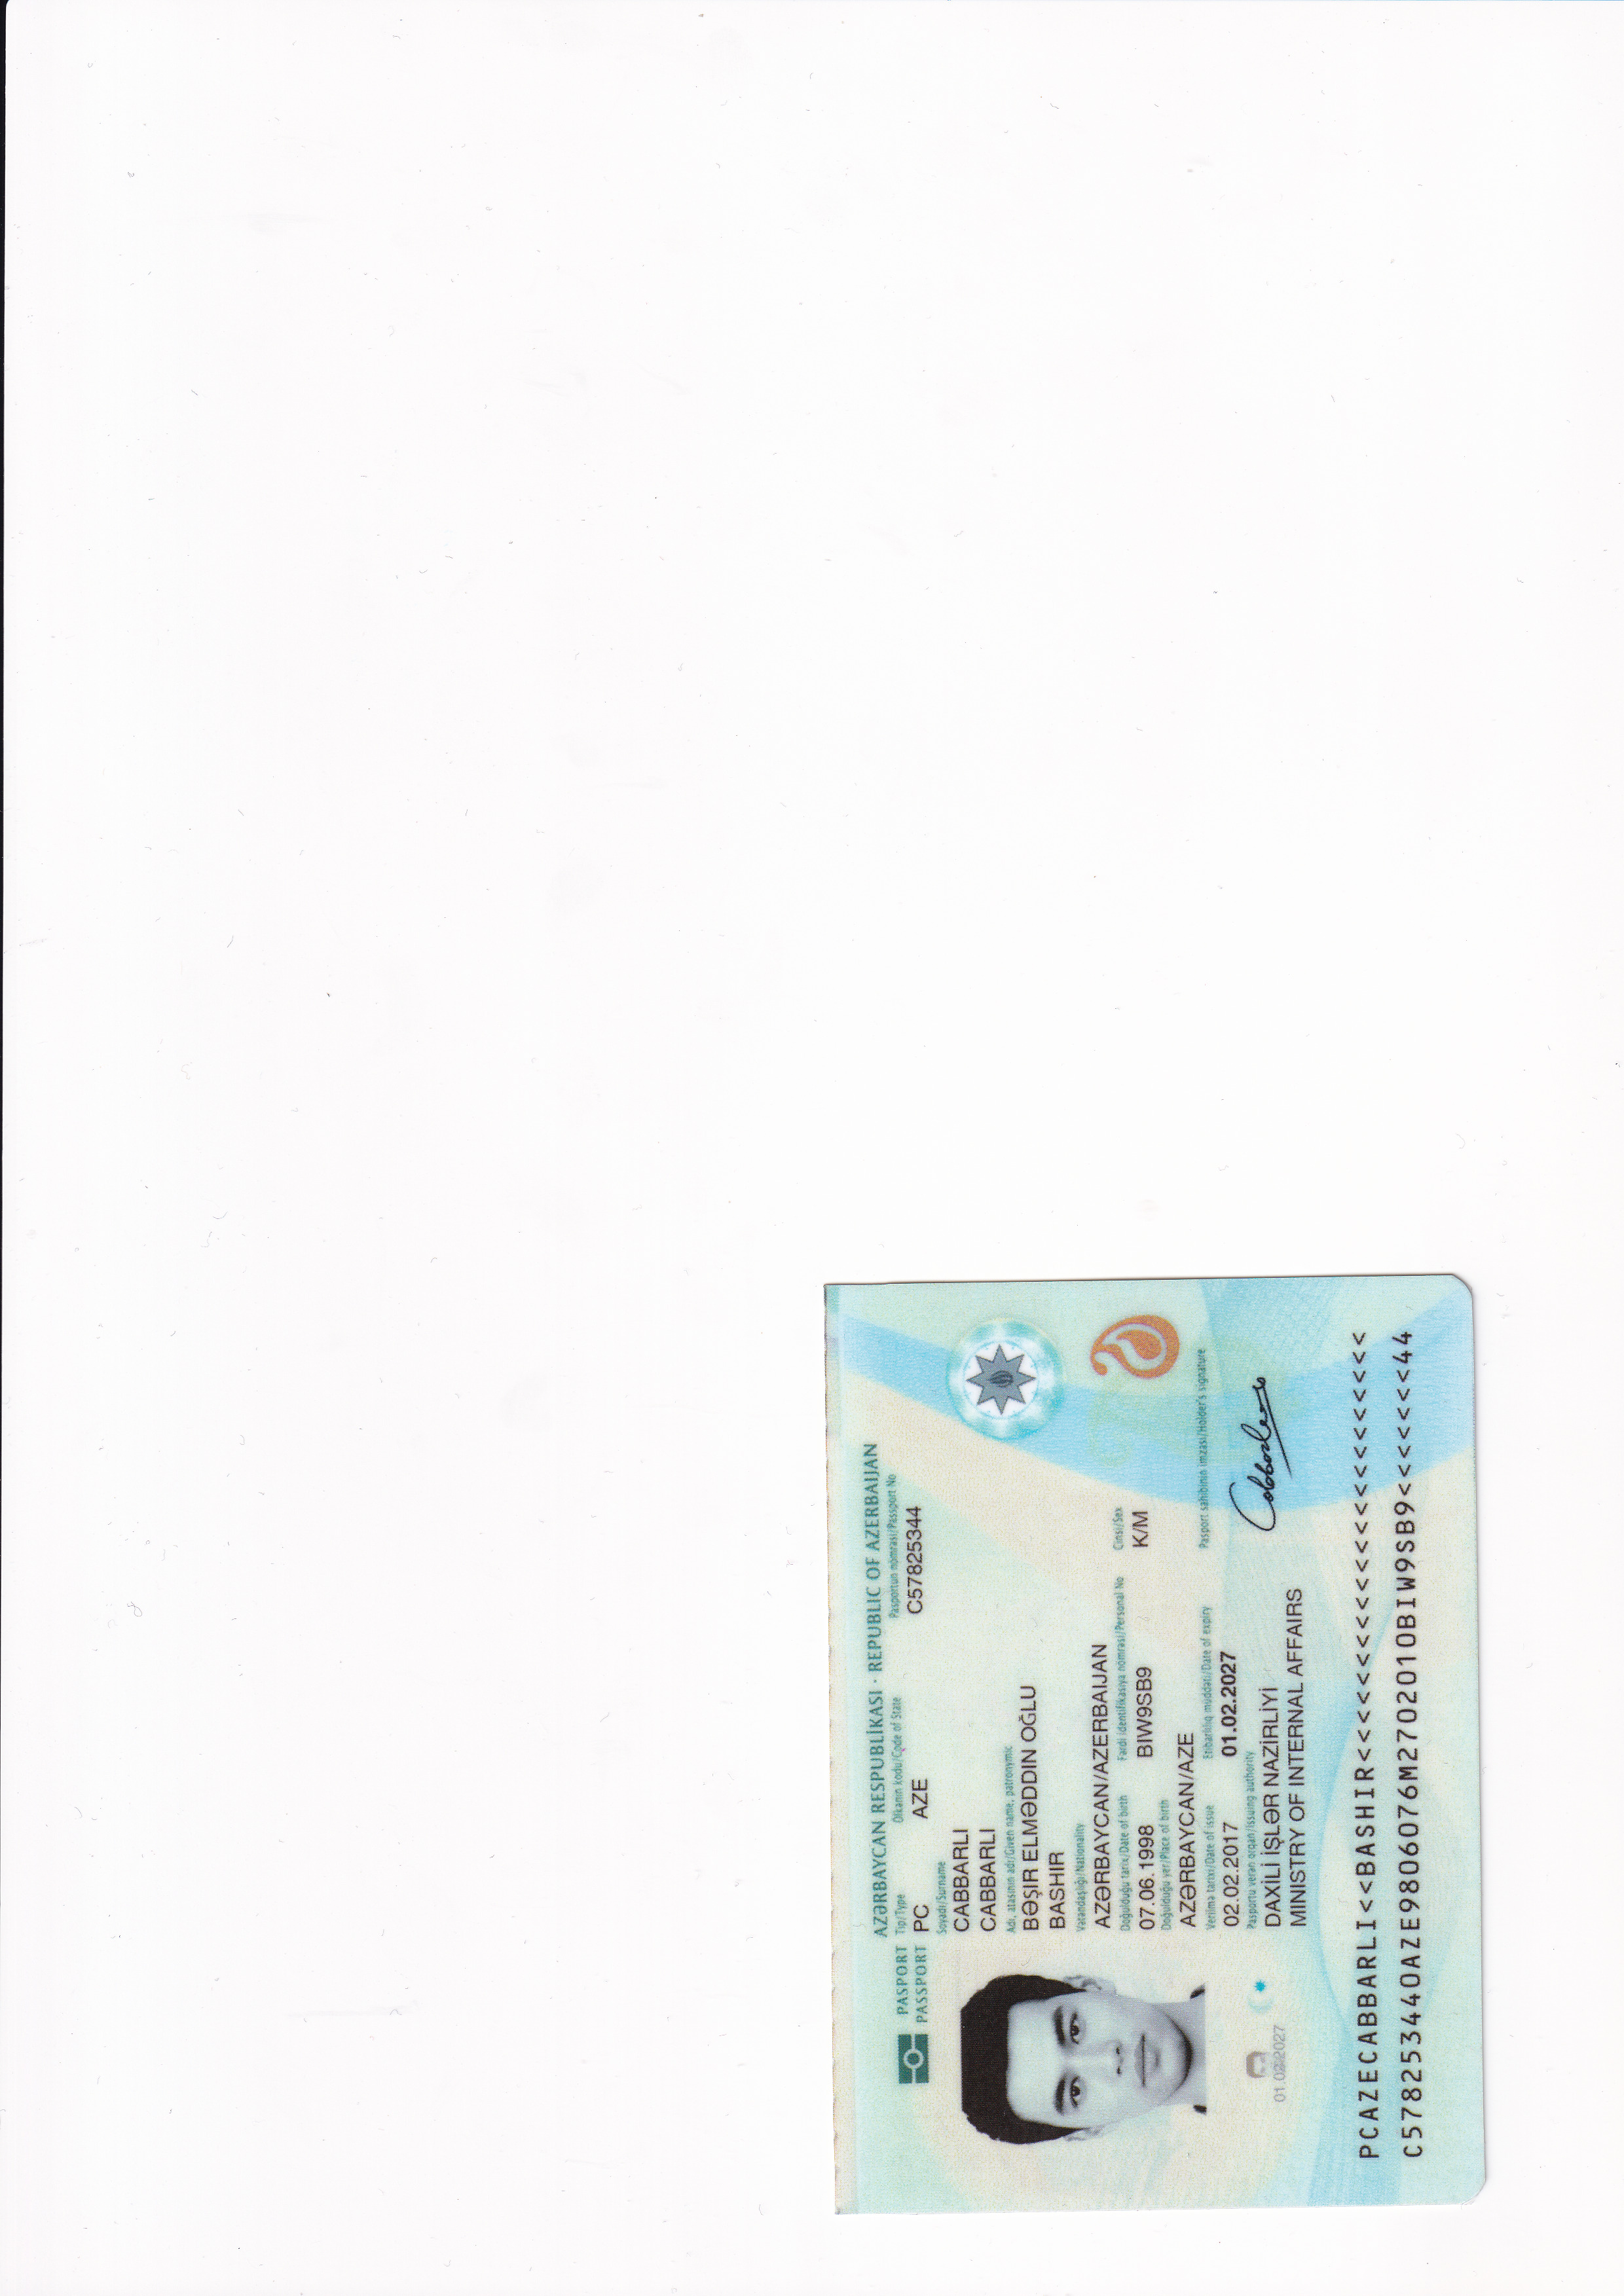 AZƏRBAYCAN RESPUBLİKASI - REPUBLIC OF AZERBAIJAN
PASPORT
PASSPORT
Tip/Type
Ölkənin kodu/Code of State
Pasportun nömrəsi/Passport No
PC
AZE
C57825344
Soyadı/Surname
CABBARLI
CABBARLI
Adı, atasının adı/Given name, patronymic
BƏŞIR ELMƏDDIN OĞLU
BASHIR
Vətəndaşlığı/Nationality
AZƏRBAYCAN/AZERBAIJAN
Doğulduğu tarix/Date of birth
Fərdi identifikasiya nömrəsi/Personal No
Cinsi/Sex
07.06.1998
BIW9SB9
K/M
Doğulduğu yer/Place of birth
AZƏRBAYCAN/AZE
Verilmə tarixi/Date of issue
Etibarlılıq müddəti/Date of expiry
Pasport sahibinin imzası/Holder's signature
02.02.2017
01.02.2027
Pasportu verən orqan/Issuing authority
DAXİLİ İŞLƏR NAZİRLİYİ
MINISTRY OF INTERNAL AFFAIRS
01.02.2027
PCAZECABBARLI<<BASHIR<<<<<<<<<<<<<<<<<<<<<<<
C578253440AZE9806076M2702010BIW9SB9<<<<<<<44